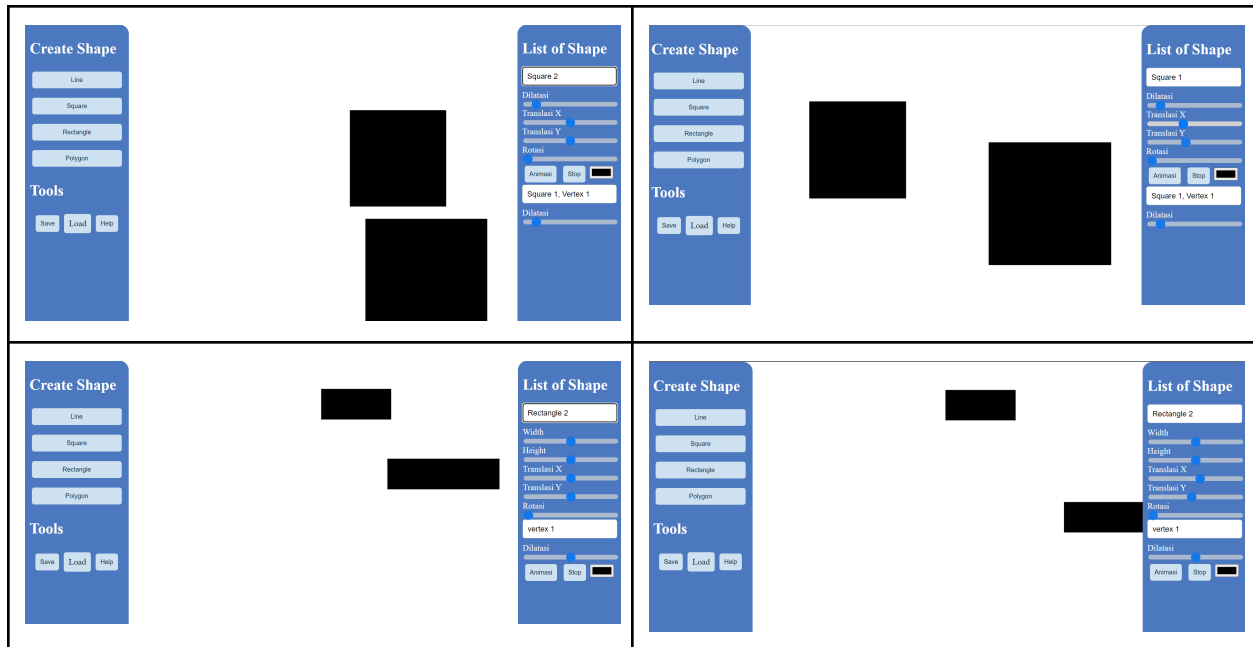 Create Shape
Line
Square
Rectangle
Polygon
Tools
Save Load Help
List of Shape
Square 2
Dilatasi
Translasi X
Translasi Y
Rotasi
Animasi Stop
Square 1, Vertex 1
Dilatasi
Create Shape
Line
Square
Rectangle
Polygon
Tools
Save Load Help
List of Shape
Square 1
Dilatasi
Translasi X
Translasi Y
Rotasi
Animasi Stop
Square 1, Vertex 1
Dilatasi
Create Shape
Line
Square
Rectangle
Polygon
Tools
Save Load Help
List of Shape
Rectangle 2
Width
Height
Translasi X
Translasi Y
Rotasi
vertex 1
Dilatasi
Animasi Stop
Create Shape
Line
Square
Rectangle
Polygon
Tools
Save Load Help
List of Shape
Rectangle 2
Width
Height
Translasi X
Translasi Y
Rotasi
vertex 1
Dilatasi
Animasi Stop